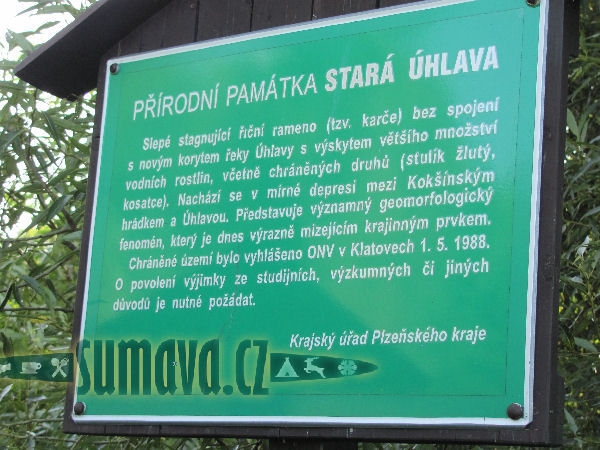 PŘÍRODNÍ PAMÁTKA STARÁ ÚHLAVA
Slepé stagnující říční rameno (tzv. karče) bez spojení
s novým korytem řeky Úhlavy s výskytem většího množství
vodních rostlin, včetně chráněných druhů (stulík žlutý,
kosatce). Nachází se v mírné depresi mezi Kokšínským
hrádkem a Úhlavou. Představuje významný geomorfologický
fenomén, který je dnes výrazně mizejícím krajinným prvkem.
Chráněné území bylo vyhlášeno ONV v Klatovech 1. 5. 1988.
O povolení výjimky ze studijních, výzkumných či jiných
důvodů je nutné požádat.
Krajský úřad Plzeňského kraje
sumava.cz